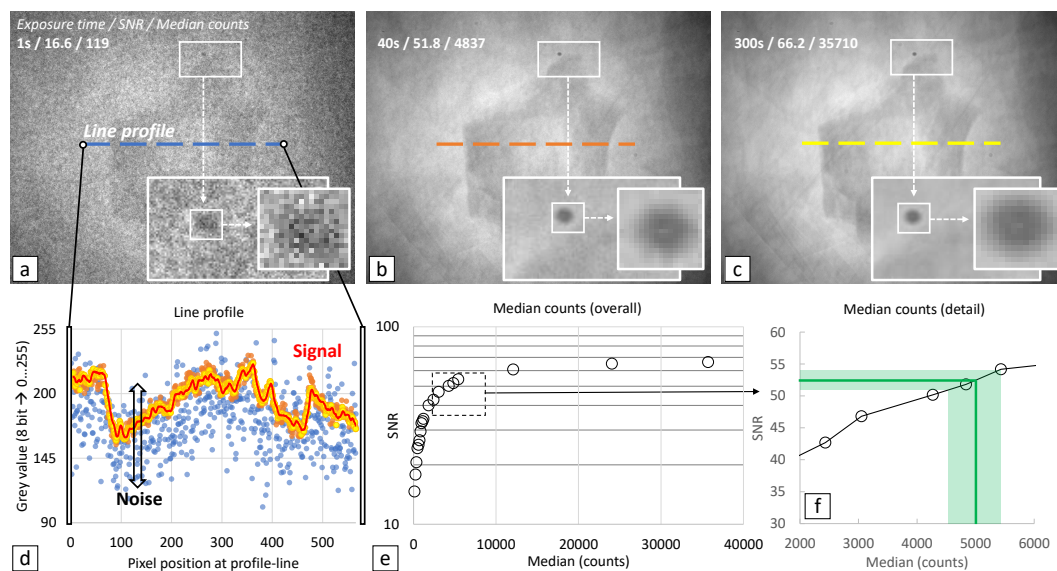 Exposure time / SNR / Median counts
1s / 16.6 / 119
Line profile
a
40s / 51.8 / 4837
b
300s / 66.2 / 35710
c
Line profile
255
200
145
90
Grey value (8 bit → 0...255)
Signal
Noise
0
100
200
300
400
500
Pixel position at profile-line
d
Median counts (overall)
100
10
SNR
0
10000
20000
30000
40000
Median (counts)
e
Median counts (detail)
60
55
50
45
40
35
30
SNR
2000
3000
4000
5000
6000
Median (counts)
f